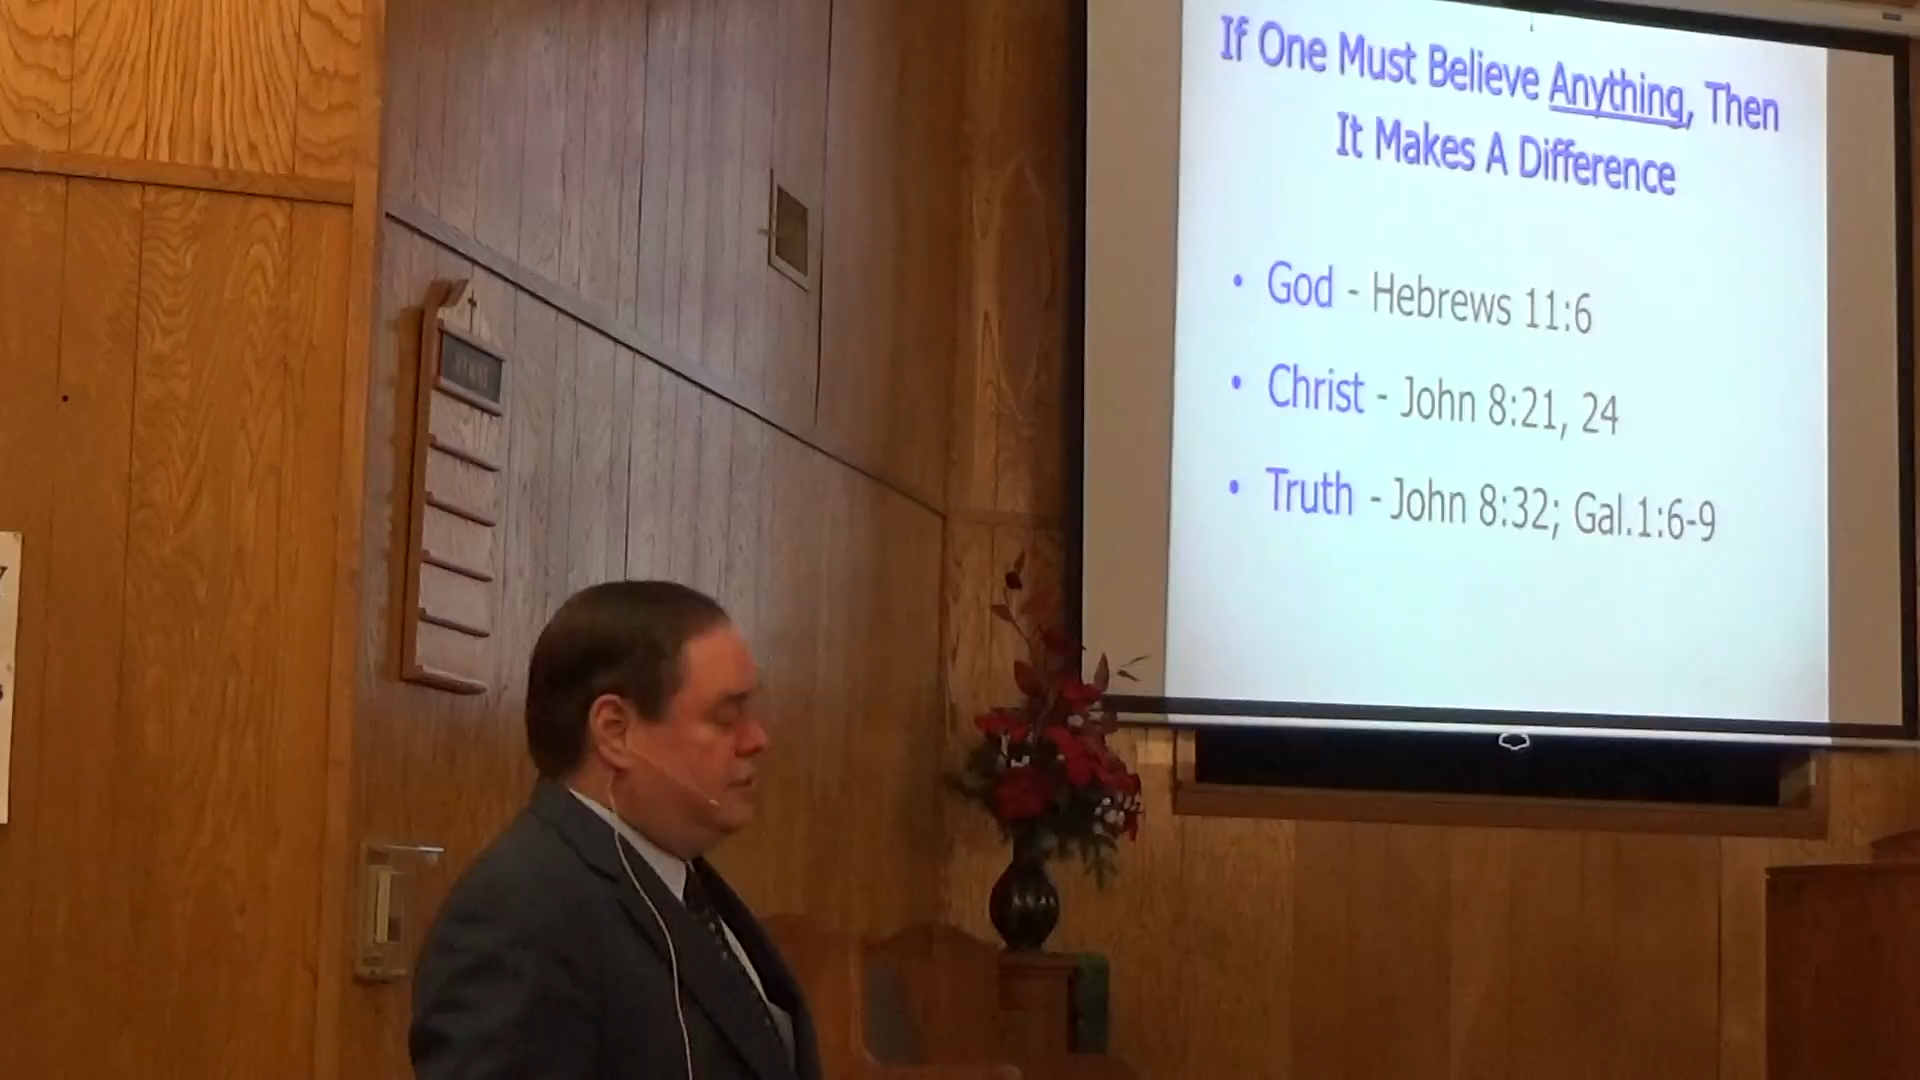 If One Must Believe Anything, Then
It Makes A Difference
• God - Hebrews 11:6
• Christ - John 8:21, 24
• Truth - John 8:32; Gal.1:6-9